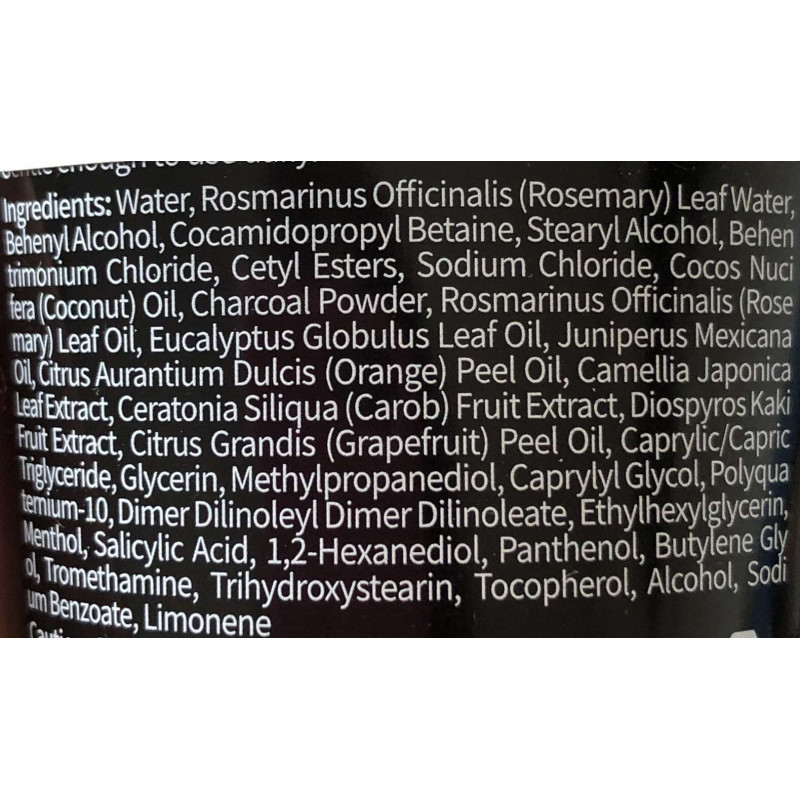 enough to use daily.
Ingredients: Water, Rosmarinus Officinalis (Rosemary) Leaf Water,
Behenyl Alcohol, Cocamidopropyl Betaine, Stearyl Alcohol, Behen
trimonium Chloride, Cetyl Esters, Sodium Chloride, Cocos Nuci
fera (Coconut) Oil, Charcoal Powder, Rosmarinus Officinalis (Rose
mary) Leaf Oil, Eucalyptus Globulus Leaf Oil, Juniperus Mexicana
Oil, Citrus Aurantium Dulcis (Orange) Peel Oil, Camellia Japonica
Leaf Extract, Ceratonia Siliqua (Carob) Fruit Extract, Diospyros Kaki
Fruit Extract, Citrus Grandis (Grapefruit) Peel Oil, Caprylic/Capric
Triglyceride, Glycerin, Methylpropanediol, Caprylyl Glycol, Polyqua
ternium-10, Dimer Dilinoleyl Dimer Dilinoleate, Ethylhexylglycerin,
Menthol, Salicylic Acid, 1,2-Hexanediol, Panthenol, Butylene Gly
ol, Tromethamine, Trihydroxystearin, Tocopherol, Alcohol, Sodi
um Benzoate, Limonene